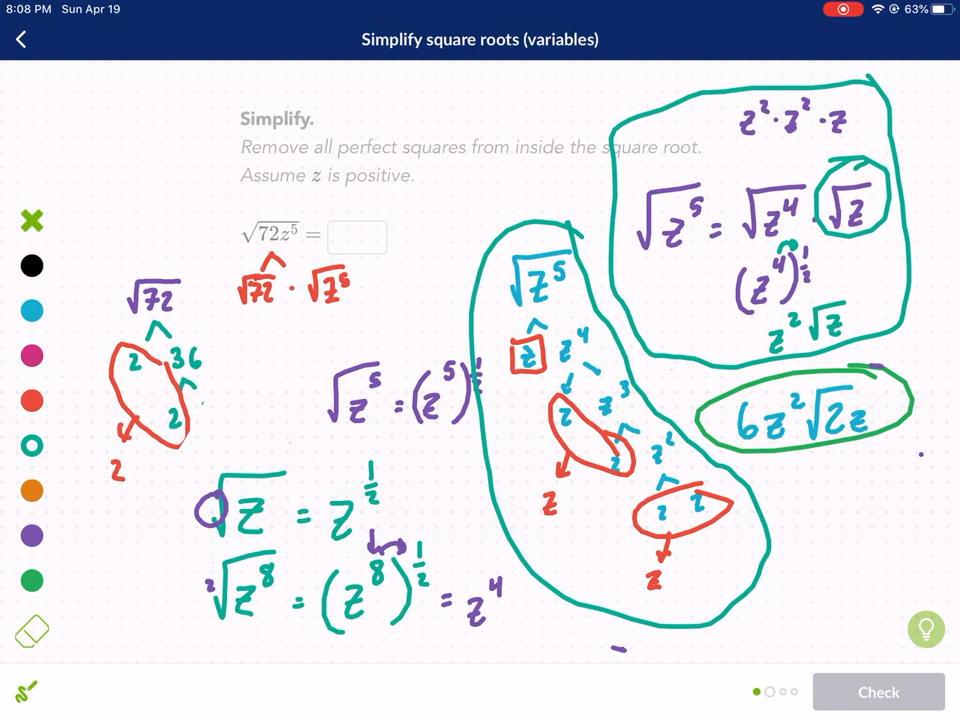 8:08 PM Sun Apr 19 63%
Simplify square roots (variables)
Simplify.
Remove all perfect squares from inside the square root.
Assume z is positive.
√72z⁵ =
√72 · √z⁵
√72
2 36
2
2
√z⁵ = (z⁵)^½
√z = z^½
²√z⁸ = (z⁸)^½ = z⁴
√z⁵
z z⁴
z z³
z z²
z z
z
z
z² · z² · z
√z⁵ = √z⁴ · √z
(z⁴)^½
z²√z
6z²√2z
Check